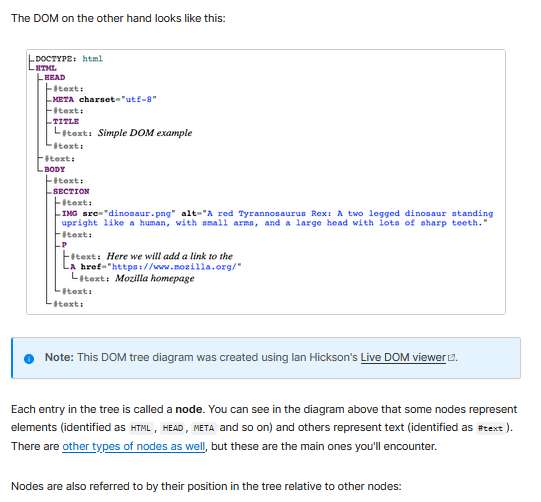 The DOM on the other hand looks like this:
DOCTYPE: html
HTML
HEAD
#text:
META charset="utf-8"
#text:
TITLE
#text: Simple DOM example
#text:
#text:
BODY
#text:
SECTION
#text:
IMG src="dinosaur.png" alt="A red Tyrannosaurus Rex: A two legged dinosaur standing
upright like a human, with small arms, and a large head with lots of sharp teeth."
#text:
P
#text: Here we will add a link to the
A href="https://www.mozilla.org/"
#text: Mozilla homepage
#text:
#text:
Note: This DOM tree diagram was created using Ian Hickson's Live DOM viewer.
Each entry in the tree is called a node. You can see in the diagram above that some nodes represent
elements (identified as HTML, HEAD, META and so on) and others represent text (identified as #text).
There are other types of nodes as well, but these are the main ones you'll encounter.
Nodes are also referred to by their position in the tree relative to other nodes: